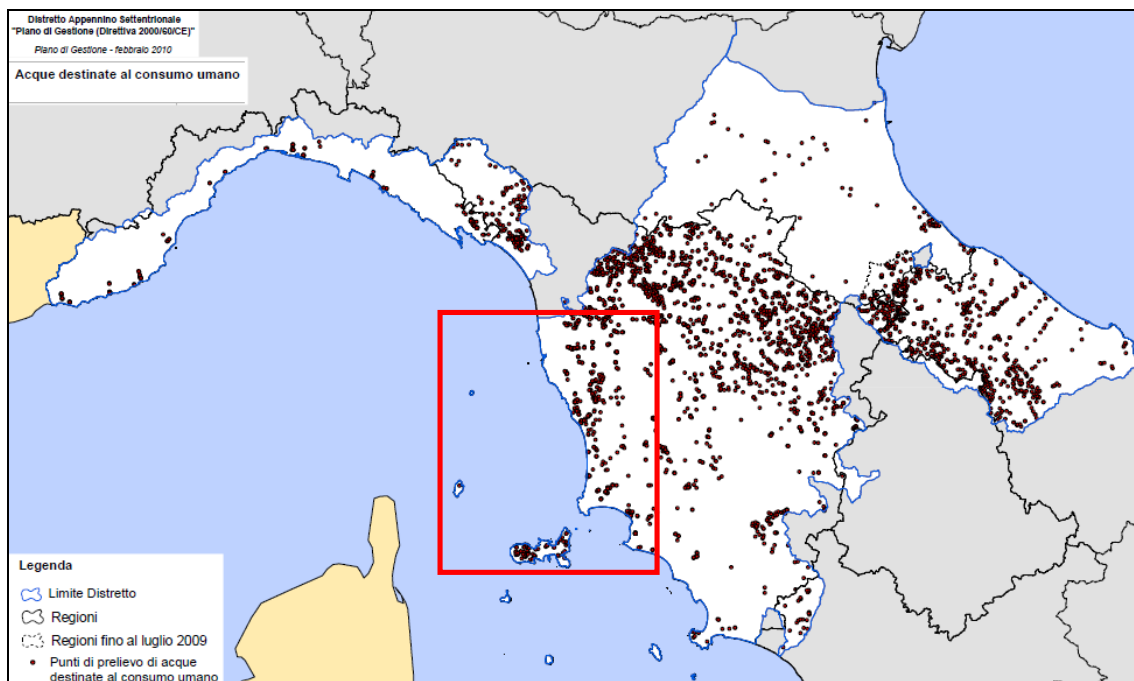 Distretto Appennino Settentrionale
"Piano di Gestione (Direttiva 2000/60/CE)"
Piano di Gestione - febbraio 2010
Acque destinate al consumo umano
Legenda
Limite Distretto
Regioni
Regioni fino al luglio 2009
Punti di prelievo di acque
destinate al consumo umano